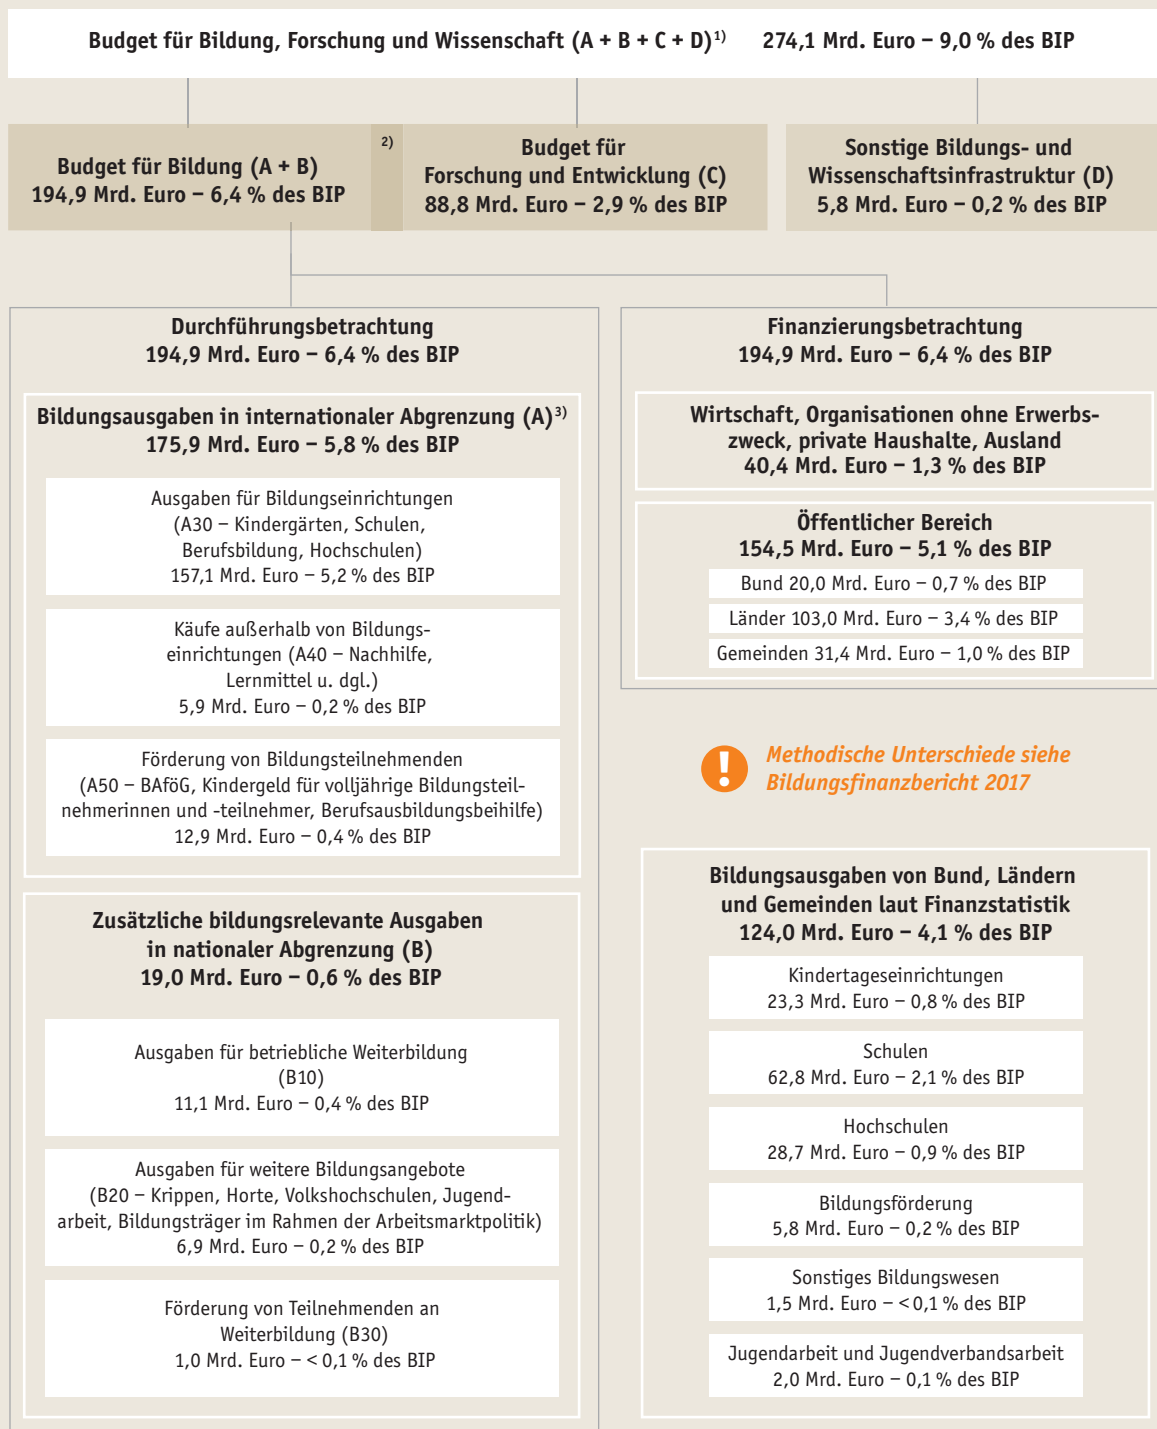 Budget für Bildung, Forschung und Wissenschaft (A + B + C + D)1) 274,1 Mrd. Euro – 9,0 % des BIP
Budget für Bildung (A + B)
194,9 Mrd. Euro – 6,4 % des BIP
2)
Budget für
Forschung und Entwicklung (C)
88,8 Mrd. Euro – 2,9 % des BIP
Sonstige Bildungs- und
Wissenschaftsinfrastruktur (D)
5,8 Mrd. Euro – 0,2 % des BIP
Durchführungsbetrachtung
194,9 Mrd. Euro – 6,4 % des BIP
Bildungsausgaben in internationaler Abgrenzung (A)3)
175,9 Mrd. Euro – 5,8 % des BIP
Ausgaben für Bildungseinrichtungen
(A30 – Kindergärten, Schulen,
Berufsbildung, Hochschulen)
157,1 Mrd. Euro – 5,2 % des BIP
Käufe außerhalb von Bildungs-
einrichtungen (A40 – Nachhilfe,
Lernmittel u. dgl.)
5,9 Mrd. Euro – 0,2 % des BIP
Förderung von Bildungsteilnehmenden
(A50 – BAföG, Kindergeld für volljährige Bildungsteil-
nehmerinnen und -teilnehmer, Berufsausbildungsbeihilfe)
12,9 Mrd. Euro – 0,4 % des BIP
Zusätzliche bildungsrelevante Ausgaben
in nationaler Abgrenzung (B)
19,0 Mrd. Euro – 0,6 % des BIP
Ausgaben für betriebliche Weiterbildung
(B10)
11,1 Mrd. Euro – 0,4 % des BIP
Ausgaben für weitere Bildungsangebote
(B20 – Krippen, Horte, Volkshochschulen, Jugend-
arbeit, Bildungsträger im Rahmen der Arbeitsmarktpolitik)
6,9 Mrd. Euro – 0,2 % des BIP
Förderung von Teilnehmenden an
Weiterbildung (B30)
1,0 Mrd. Euro – < 0,1 % des BIP
Finanzierungsbetrachtung
194,9 Mrd. Euro – 6,4 % des BIP
Wirtschaft, Organisationen ohne Erwerbs-
zweck, private Haushalte, Ausland
40,4 Mrd. Euro – 1,3 % des BIP
Öffentlicher Bereich
154,5 Mrd. Euro – 5,1 % des BIP
Bund 20,0 Mrd. Euro – 0,7 % des BIP
Länder 103,0 Mrd. Euro – 3,4 % des BIP
Gemeinden 31,4 Mrd. Euro – 1,0 % des BIP
! Methodische Unterschiede siehe
Bildungsfinanzbericht 2017
Bildungsausgaben von Bund, Ländern
und Gemeinden laut Finanzstatistik
124,0 Mrd. Euro – 4,1 % des BIP
Kindertageseinrichtungen
23,3 Mrd. Euro – 0,8 % des BIP
Schulen
62,8 Mrd. Euro – 2,1 % des BIP
Hochschulen
28,7 Mrd. Euro – 0,9 % des BIP
Bildungsförderung
5,8 Mrd. Euro – 0,2 % des BIP
Sonstiges Bildungswesen
1,5 Mrd. Euro – < 0,1 % des BIP
Jugendarbeit und Jugendverbandsarbeit
2,0 Mrd. Euro – 0,1 % des BIP